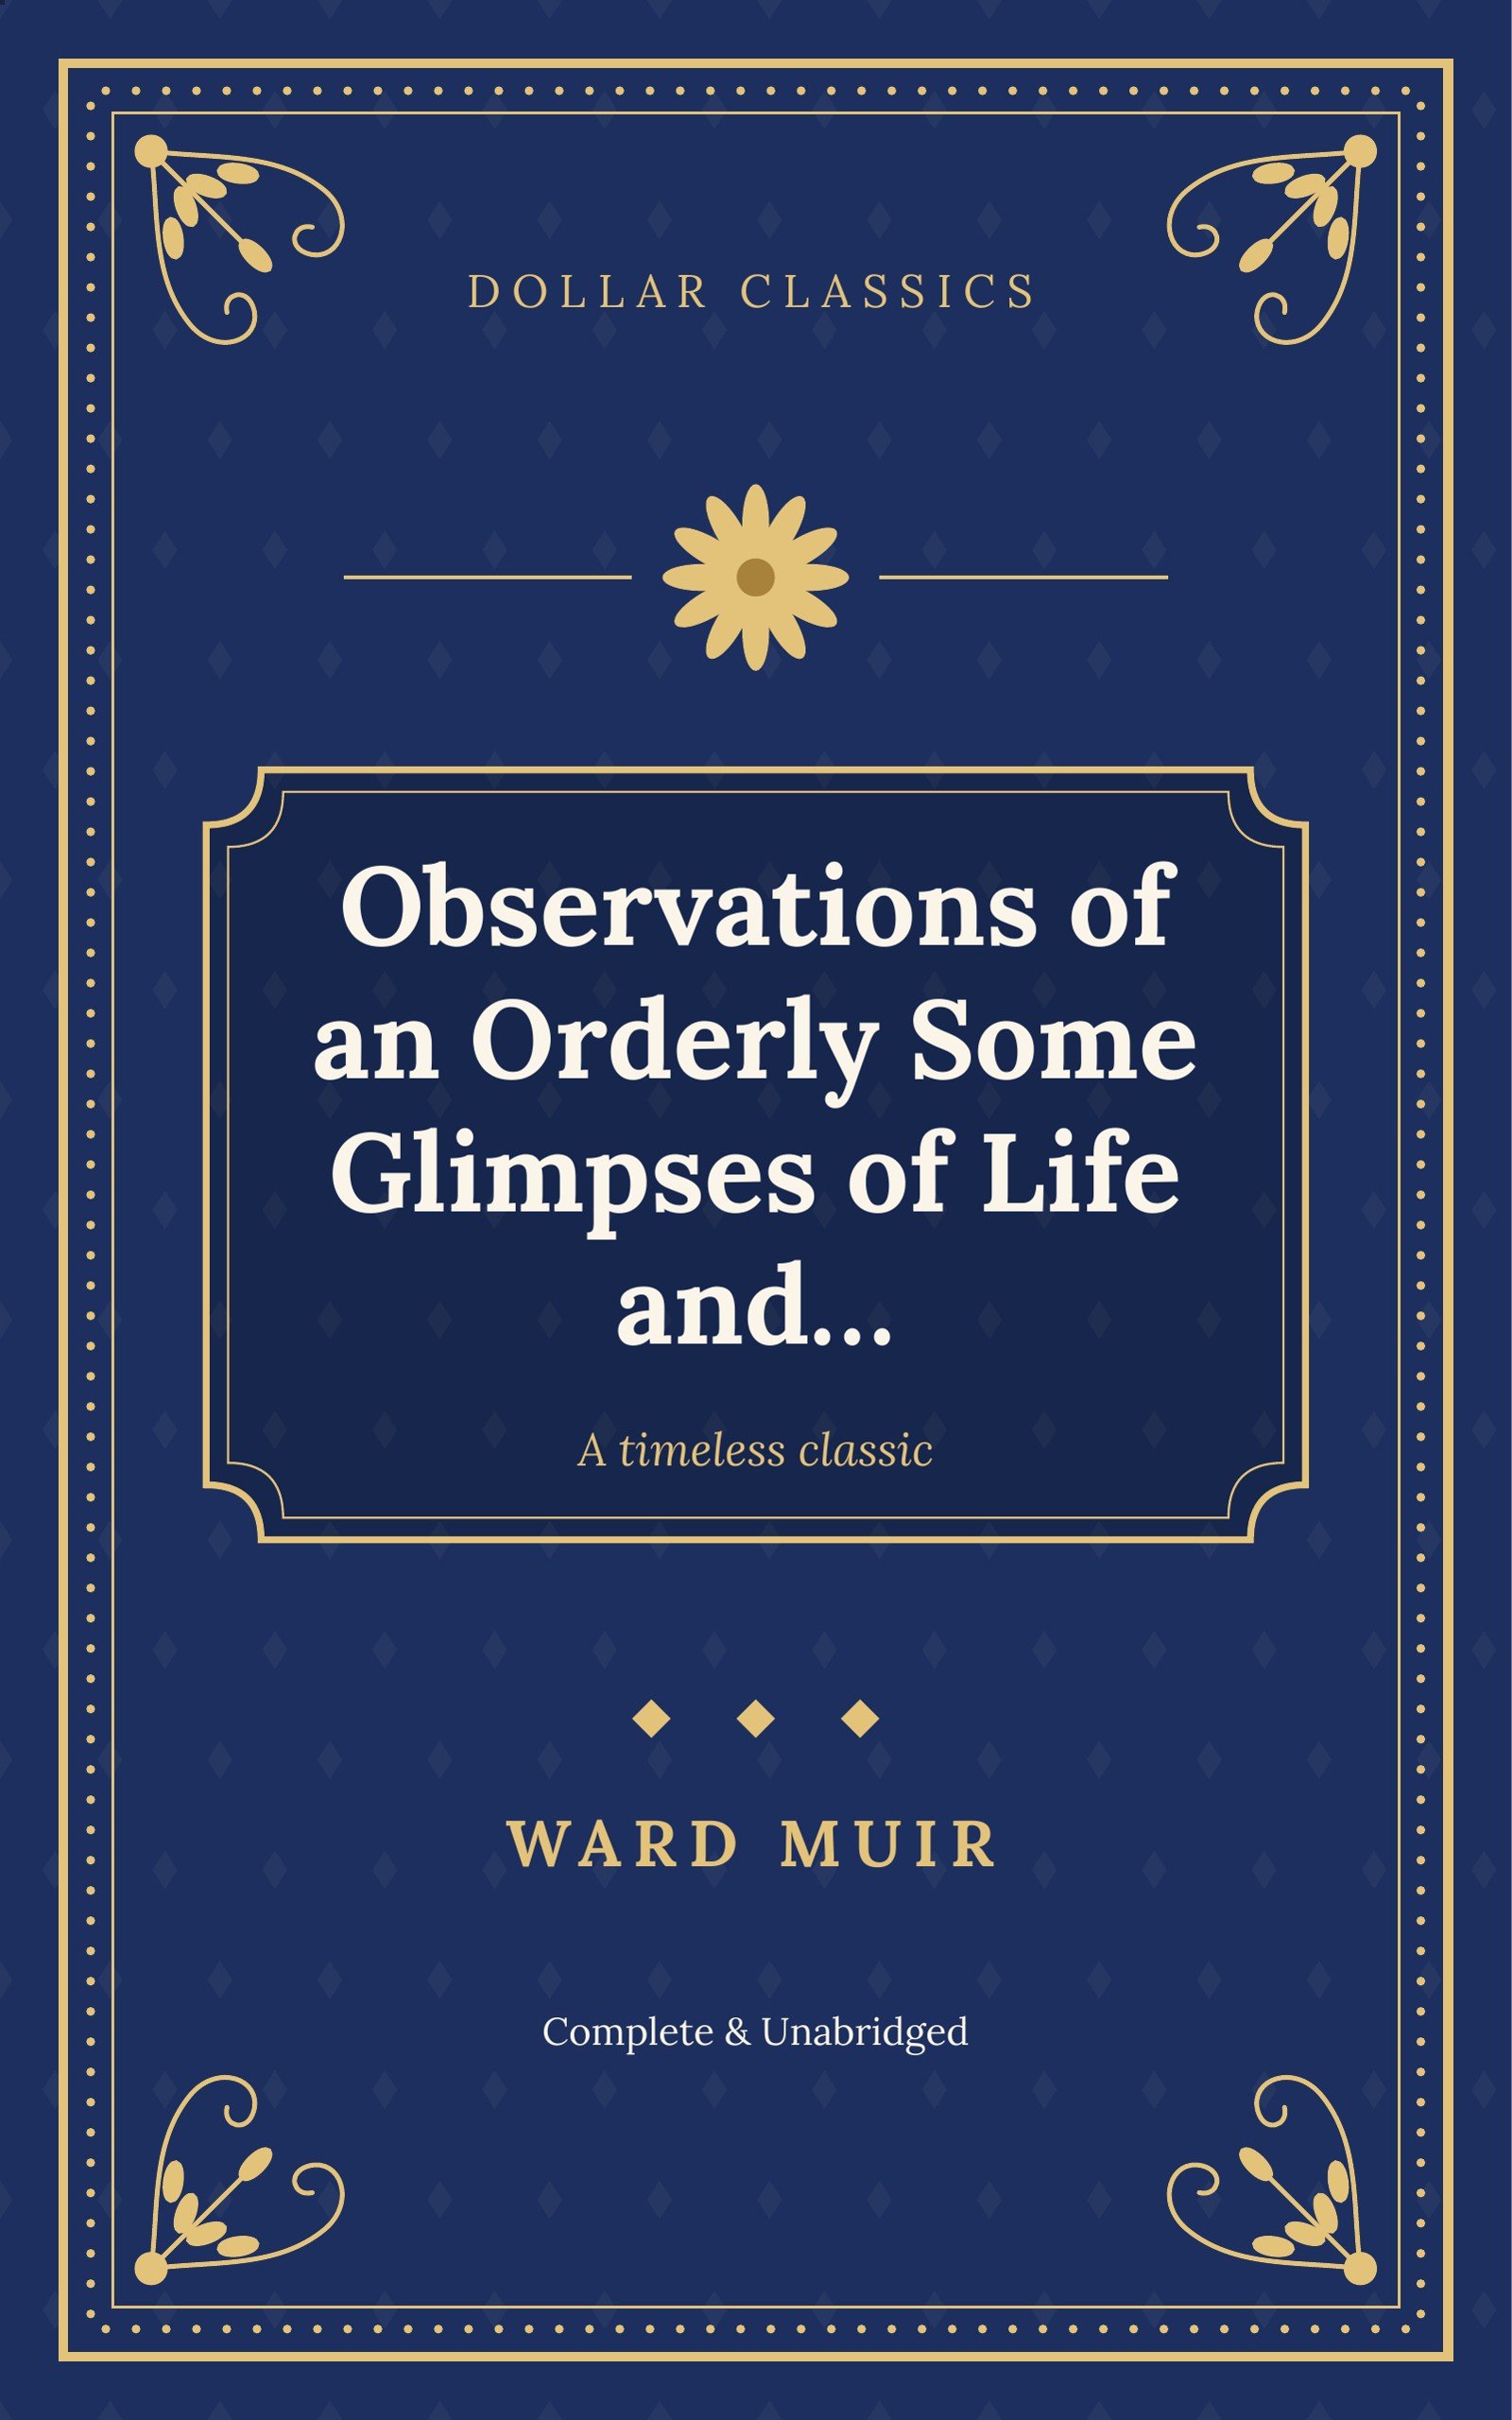 DOLLAR CLASSICS
Observations of
an Orderly Some
Glimpses of Life
and...
A timeless classic
WARD MUIR
Complete & Unabridged